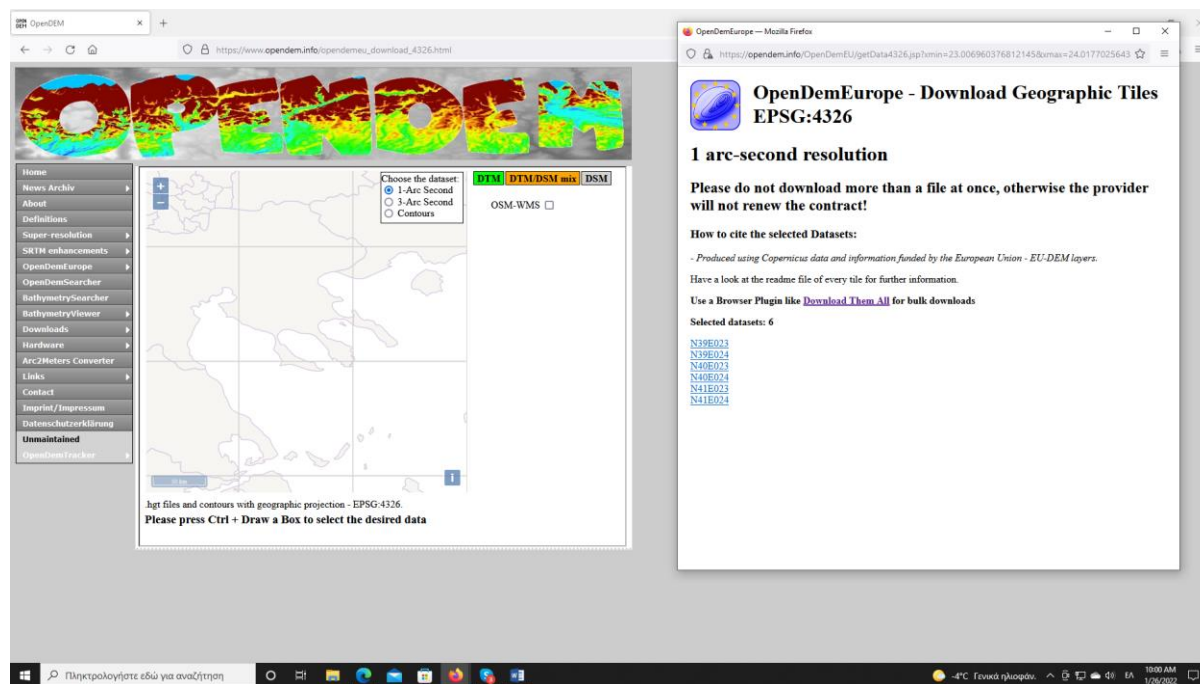 OpenDEM
https://www.opendem.info/opendemeu_download_4326.html
OPENDEM
Home
News Archiv
About
Definitions
Super-resolution
SRTM enhancements
OpenDemEurope
OpenDemSearcher
BathymetrySearcher
BathymetryViewer
Downloads
Hardware
Arc2Meters Converter
Links
Contact
Imprint/Impressum
Datenschutzerklärung
Unmaintained
OpenDemTracker
+
–
Choose the dataset:
1-Arc Second
3-Arc Second
Contours
i
DTM DTM/DSM mix DSM
OSM-WMS
.hgt files and contours with geographic projection - EPSG:4326.
Please press Ctrl + Draw a Box to select the desired data
OpenDemEurope — Mozilla Firefox
https://opendem.info/OpenDemEU/getData4326.jsp?xmin=23.006960376812145&xmax=24.0177025643
OpenDemEurope - Download Geographic Tiles
EPSG:4326
1 arc-second resolution
Please do not download more than a file at once, otherwise the provider
will not renew the contract!
How to cite the selected Datasets:
- Produced using Copernicus data and information funded by the European Union - EU-DEM layers.
Have a look at the readme file of every tile for further information.
Use a Browser Plugin like Download Them All for bulk downloads
Selected datasets: 6
N39E023
N39E024
N40E023
N40E024
N41E023
N41E024
Πληκτρολογήστε εδώ για αναζήτηση
-4°C Γενικά ηλιοφάν.
ΕΛ
10:00 AM
1/26/2022